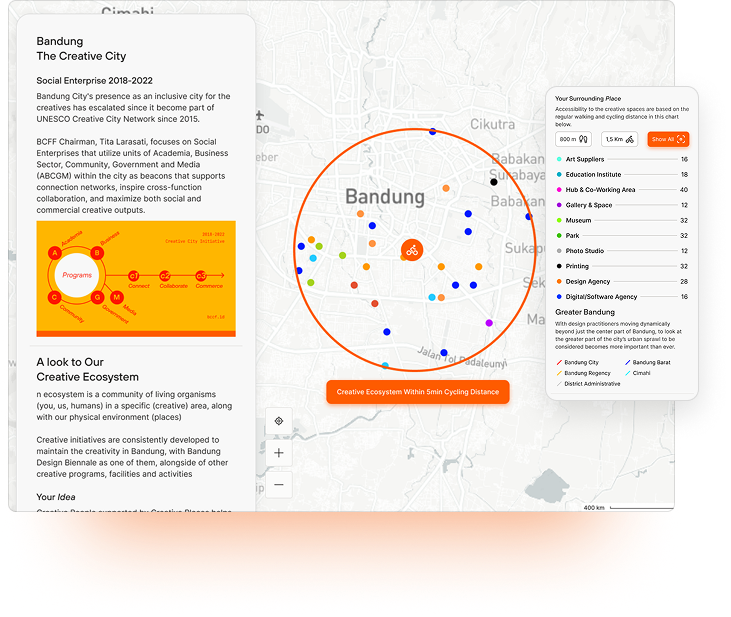 Cimahi
Bandung
The Creative City
Social Enterprise 2018-2022
Bandung City's presence as an inclusive city for the
creatives has escalated since it become part of
UNESCO Creative City Network since 2015.
BCFF Chairman, Tita Larasati, focuses on Social
Enterprises that utilize units of Academia, Business
Sector, Community, Government and Media
(ABCGM) within the city as beacons that supports
connection networks, inspire cross-function
collaboration, and maximize both social and
commercial creative outputs.
2018-2022
Creative City Initiative
Academia
Business
A
B
Programs
c1
c2
c3
Connect
Collaborate
Commerce
C
G
M
Community
Government
Media
BCCF.id
A look to Our
Creative Ecosystem
n ecosystem is a community of living organisms
(you, us, humans) in a specific (creative) area, along
with our physical environment (places)
Creative initiatives are consistently developed to
maintain the creativity in Bandung, with Bandung
Design Biennale as one of them, alongside of other
creative programs, facilities and activities
Your Idea
Creative People supported by Creative Places helps
DO
eber
Cikutra
Babakan
Surabaya
Bandung
Babakan
Sukapu
Sek
Ma
Jalan Tol Padaleunyi
ip
Creative Ecosystem Within 5min Cycling Distance
+
−
400 km
Your Surrounding Place
Accessibility to the creative spaces are based on the
regular walking and cycling distance in this chart
below.
800 m
1,5 Km
Show All
Art Suppliers 16
Education Institute 18
Hub & Co-Working Area 40
Gallery & Space 12
Museum 32
Park 32
Photo Studio 12
Printing 32
Design Agency 28
Digital/Software Agency 16
Greater Bandung
With design practitioners moving dynamically
beyond just the center part of Bandung, to look at
the greater part of the city's urban sprawl to be
considered becomes more important than ever.
Bandung City
Bandung Barat
Bandung Regency
Cimahi
District Administrative